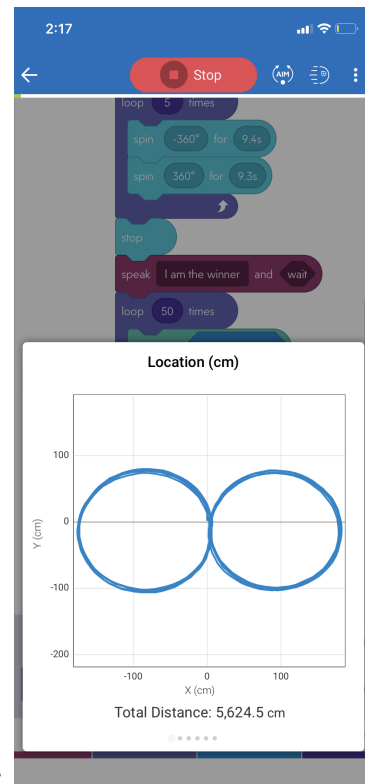 2:17
Stop
AIM
loop 5 times
spin -360° for 9.4s
spin 360° for 9.3s
stop
speak I am the winner and wait
loop 50 times
Location (cm)
100
0
-100
-200
Y (cm)
-100 0 100
X (cm)
Total Distance: 5,624.5 cm